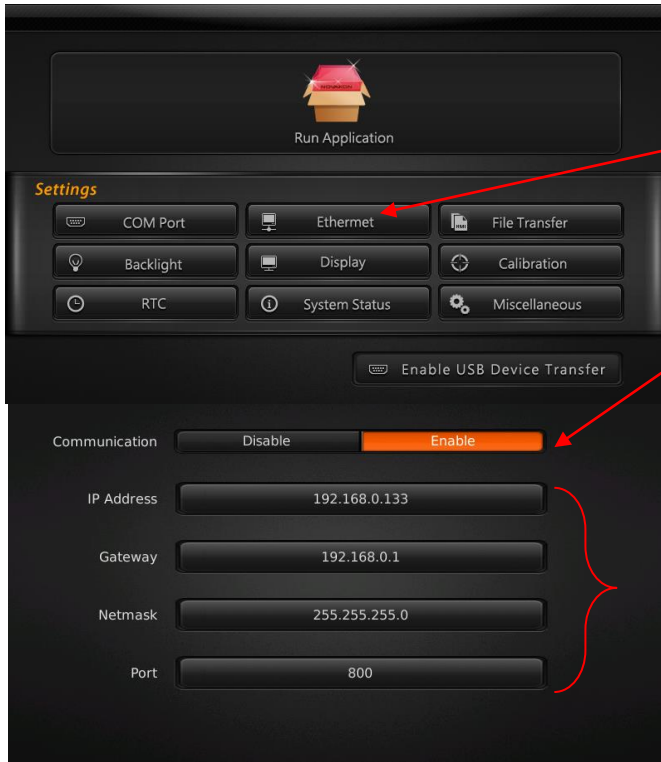 Run Application
Settings
COM Port Ethermet File Transfer
Backlight Display Calibration
RTC System Status Miscellaneous
Enable USB Device Transfer
Communication Disable Enable
IP Address 192.168.0.133
Gateway 192.168.0.1
Netmask 255.255.255.0
Port 800